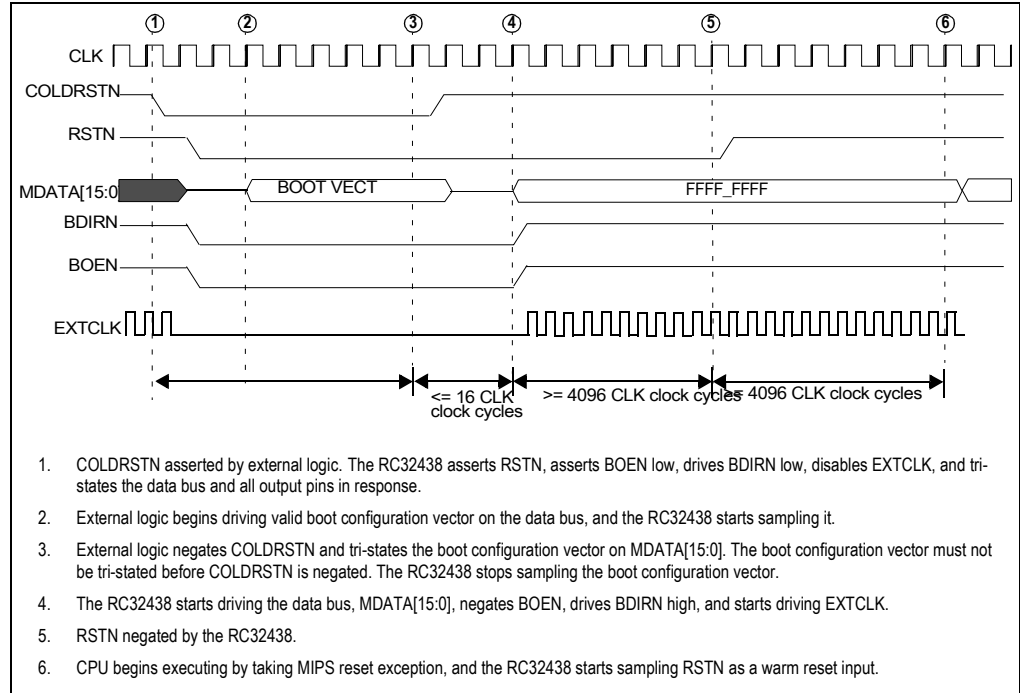 1 2 3 4 5 6
CLK
COLDRSTN
RSTN
MDATA[15:0
BOOT VECT
FFFF_FFFF
BDIRN
BOEN
EXTCLK
<= 16 CLK
clock cycles
>= 4096 CLK clock cycles
>= 4096 CLK clock cycles
1. COLDRSTN asserted by external logic. The RC32438 asserts RSTN, asserts BOEN low, drives BDIRN low, disables EXTCLK, and tri-
states the data bus and all output pins in response.
2. External logic begins driving valid boot configuration vector on the data bus, and the RC32438 starts sampling it.
3. External logic negates COLDRSTN and tri-states the boot configuration vector on MDATA[15:0]. The boot configuration vector must not
be tri-stated before COLDRSTN is negated. The RC32438 stops sampling the boot configuration vector.
4. The RC32438 starts driving the data bus, MDATA[15:0], negates BOEN, drives BDIRN high, and starts driving EXTCLK.
5. RSTN negated by the RC32438.
6. CPU begins executing by taking MIPS reset exception, and the RC32438 starts sampling RSTN as a warm reset input.